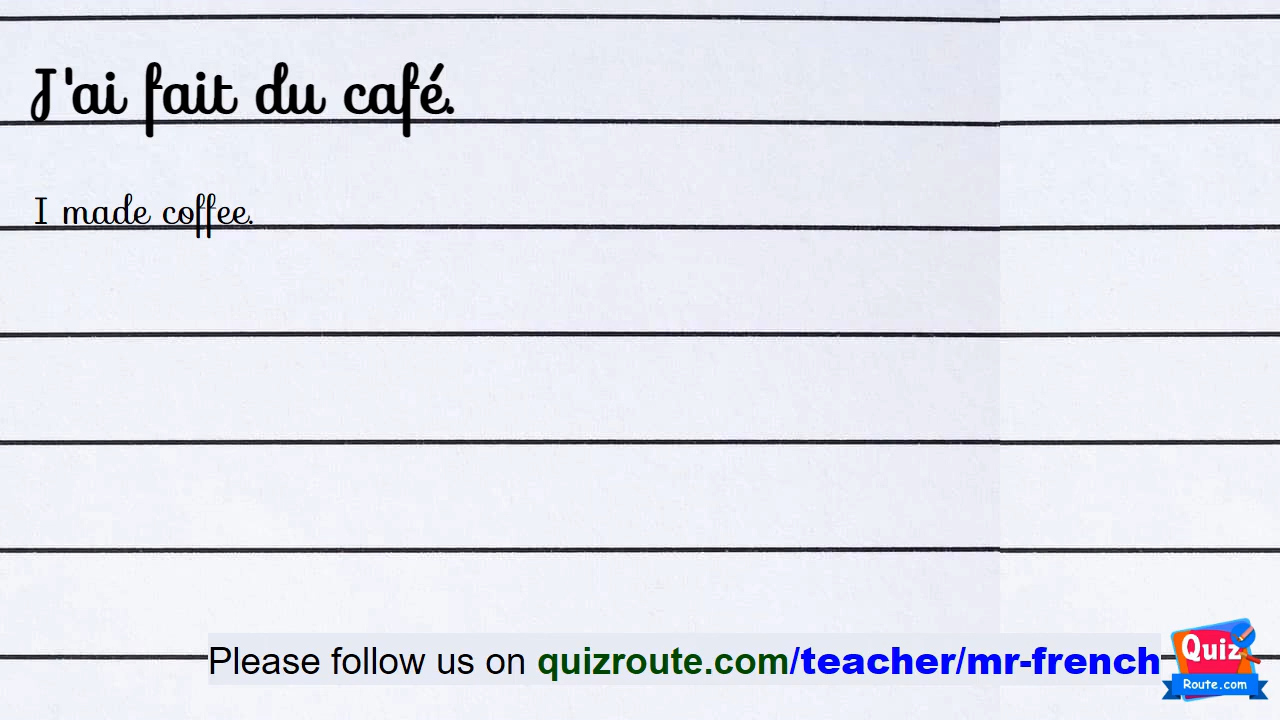 J'ai fait du café.
I made coffee.
Please follow us on quizroute.com/teacher/mr-french
Quiz
Route.com